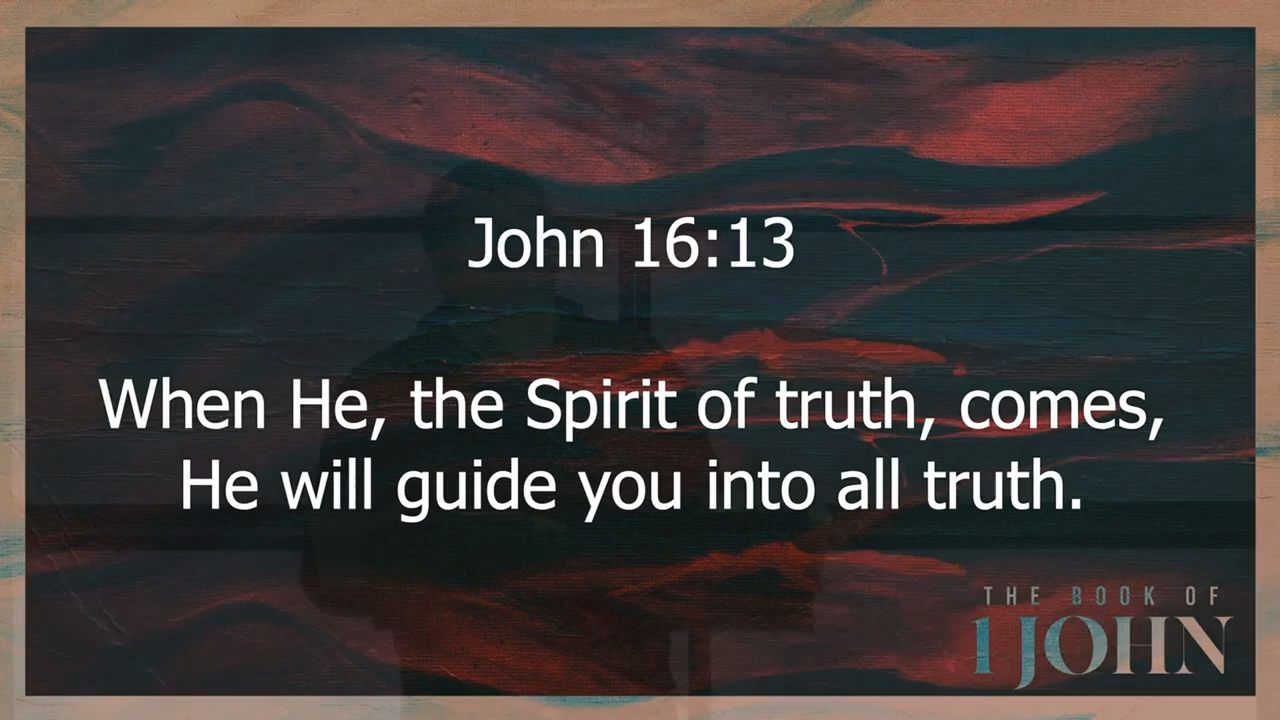 John 16:13
When He, the Spirit of truth, comes,
He will guide you into all truth.
THE BOOK OF
1 JOHN